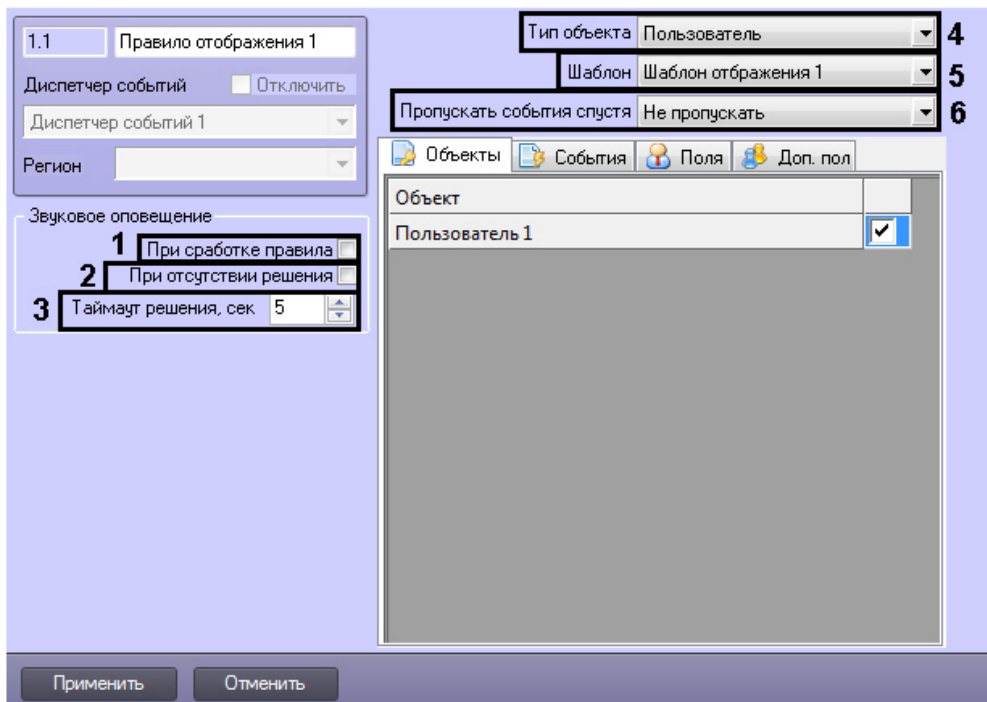 1.1 Правило отображения 1
Диспетчер событий Отключить
Диспетчер событий 1
Регион
Звуковое оповещение
1 При сработке правила
2 При отсутствии решения
3 Таймаут решения, сек 5
Тип объекта Пользователь 4
Шаблон Шаблон отбражения 1 5
Пропускать события спустя Не пропускать 6
Объекты События Поля Доп. пол
Объект
Пользователь 1
Применить Отменить